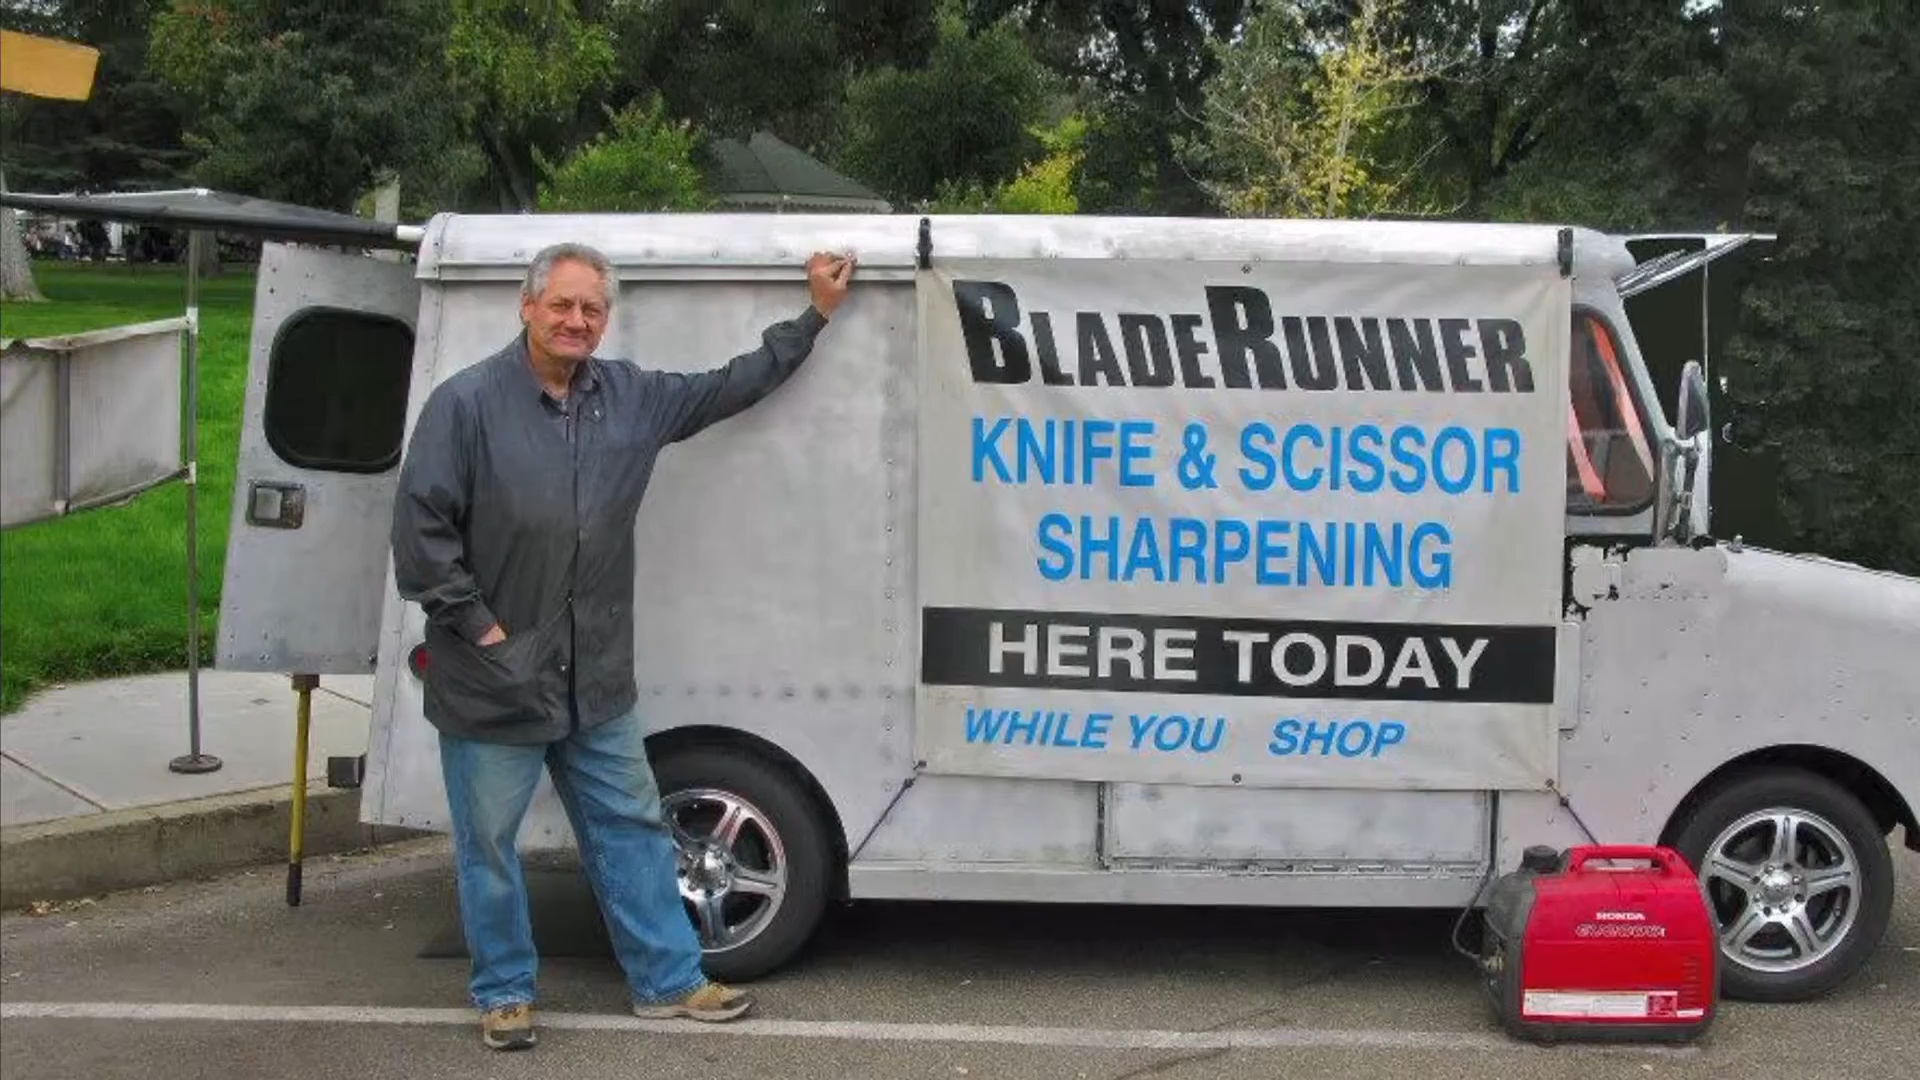 BLADERUNNER
KNIFE & SCISSOR
SHARPENING
HERE TODAY
WHILE YOU SHOP
HONDA